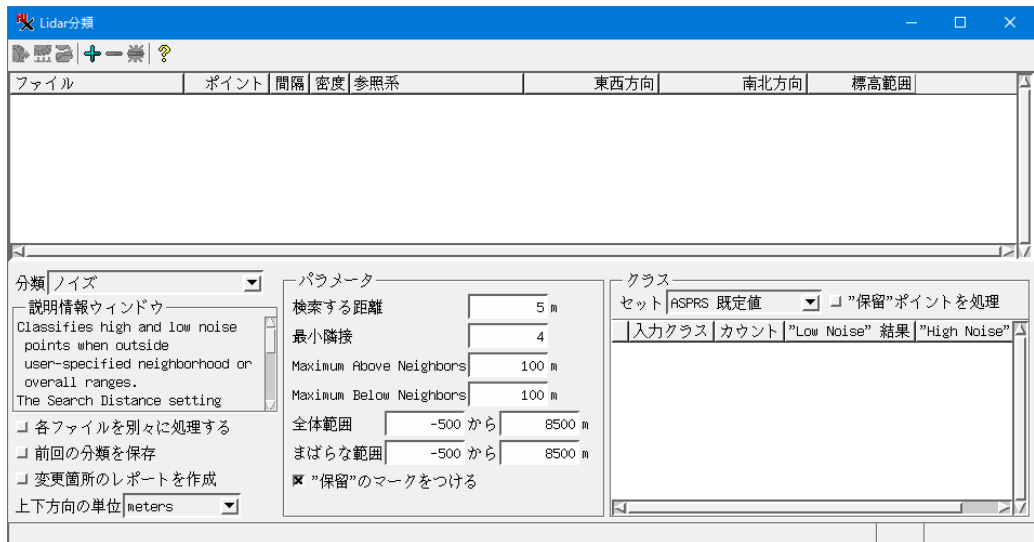 Lidar分類
ファイル ポイント 間隔 密度 参照系 東西方向 南北方向 標高範囲
分類 ノイズ
説明情報ウィンドウ
Classifies high and low noise
points when outside
user-specified neighborhood or
overall ranges.
The Search Distance setting
各ファイルを別々に処理する
前回の分類を保存
変更箇所のレポートを作成
上下方向の単位 meters
パラメータ
検索する距離 5 m
最小隣接 4
Maximum Above Neighbors 100 m
Maximum Below Neighbors 100 m
全体範囲 -500 から 8500 m
まばらな範囲 -500 から 8500 m
"保留"のマークをつける
クラス
セット ASPRS 既定値 "保留"ポイントを処理
入力クラス カウント "Low Noise" 結果 "High Noise"